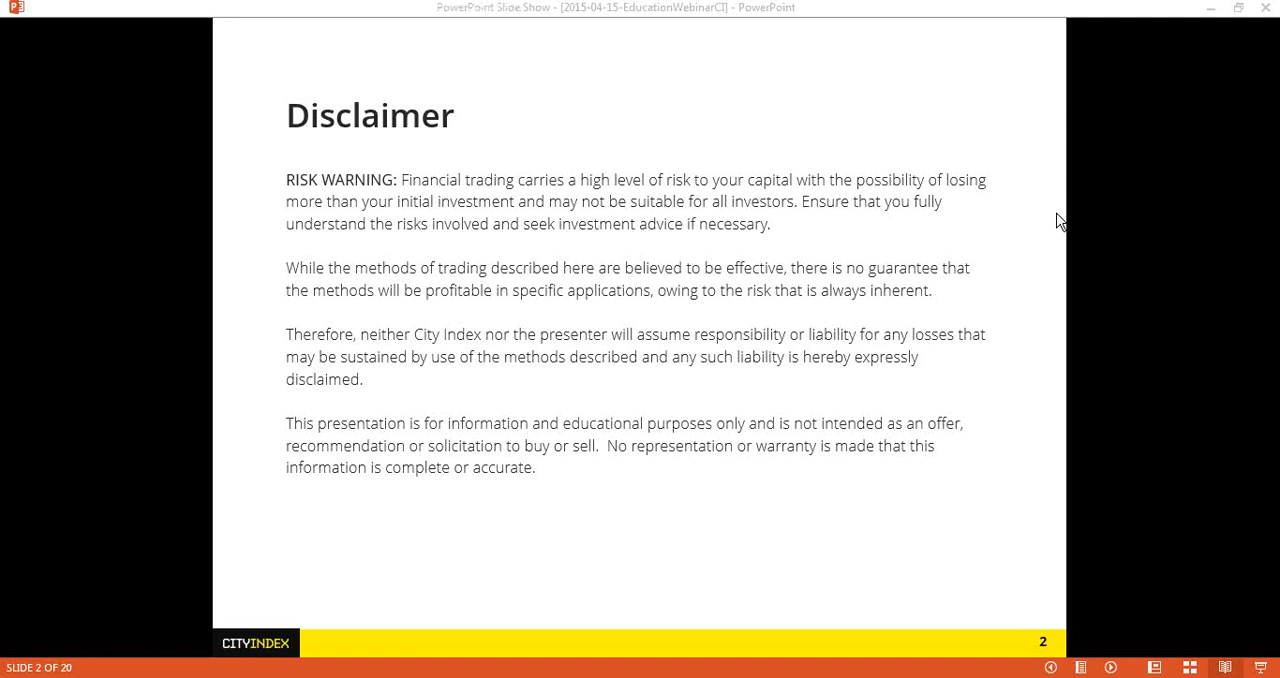 PowerPoint Slide Show - [2015-04-15-EducationWebinarCI] - PowerPoint
Disclaimer
RISK WARNING: Financial trading carries a high level of risk to your capital with the possibility of losing
more than your initial investment and may not be suitable for all investors. Ensure that you fully
understand the risks involved and seek investment advice if necessary.
While the methods of trading described here are believed to be effective, there is no guarantee that
the methods will be profitable in specific applications, owing to the risk that is always inherent.
Therefore, neither City Index nor the presenter will assume responsibility or liability for any losses that
may be sustained by use of the methods described and any such liability is hereby expressly
disclaimed.
This presentation is for information and educational purposes only and is not intended as an offer,
recommendation or solicitation to buy or sell.  No representation or warranty is made that this
information is complete or accurate.
CITYINDEX
2
SLIDE 2 OF 20